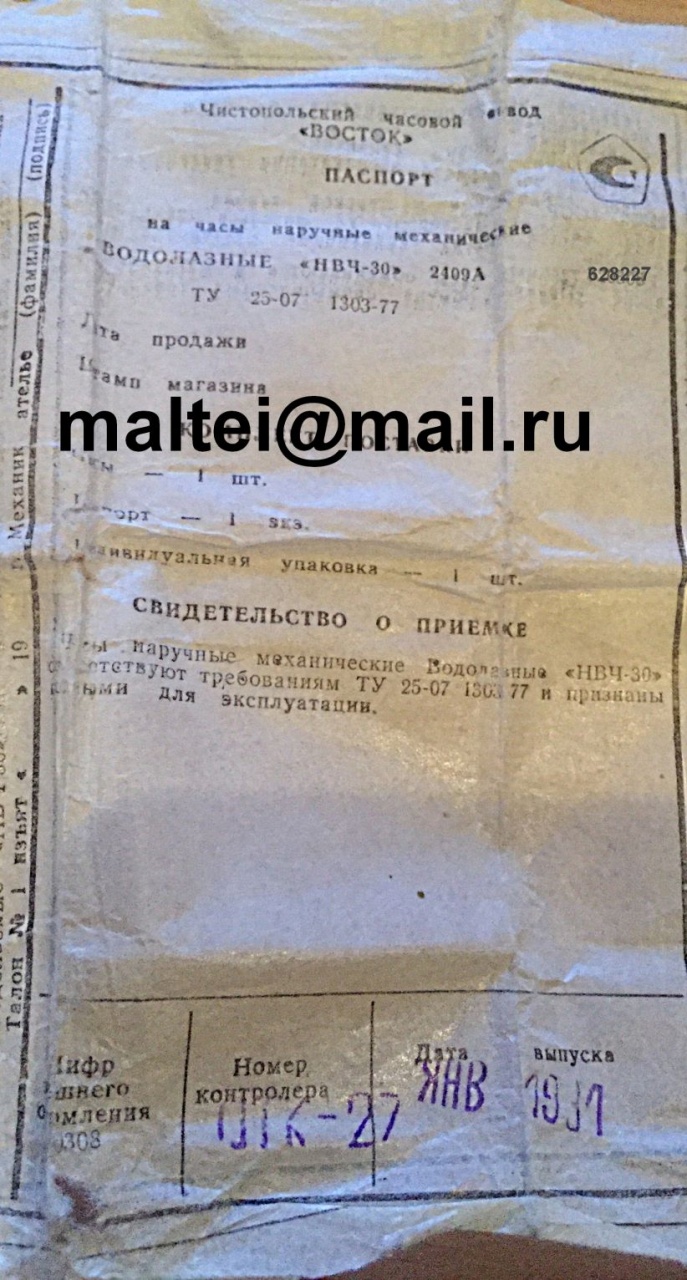 Чистопольский часовой
«ВОСТОК»
ПАСПОРТ
на часы наручные механические
ВОДОЛАЗНЫЕ «НВЧ-30» 2409А 628227
ТУ 25-07 1303-77
продажи
магазина
maltei@mail.ru
— 1 шт.
— 1 экз.
упаковка — 1 шт.
СВИДЕТЕЛЬСТВО О ПРИЕМКЕ
наручные механические Водолазные «НВЧ-30»
требованиям ТУ 25-07 1303 77 и признаны
для эксплуатации.
Номер
контролера
ОТК-27
Дата выпуска
ЯНВ
Механик ателье (фамилия) (подпись)
Талон № 1 изъят « » 19